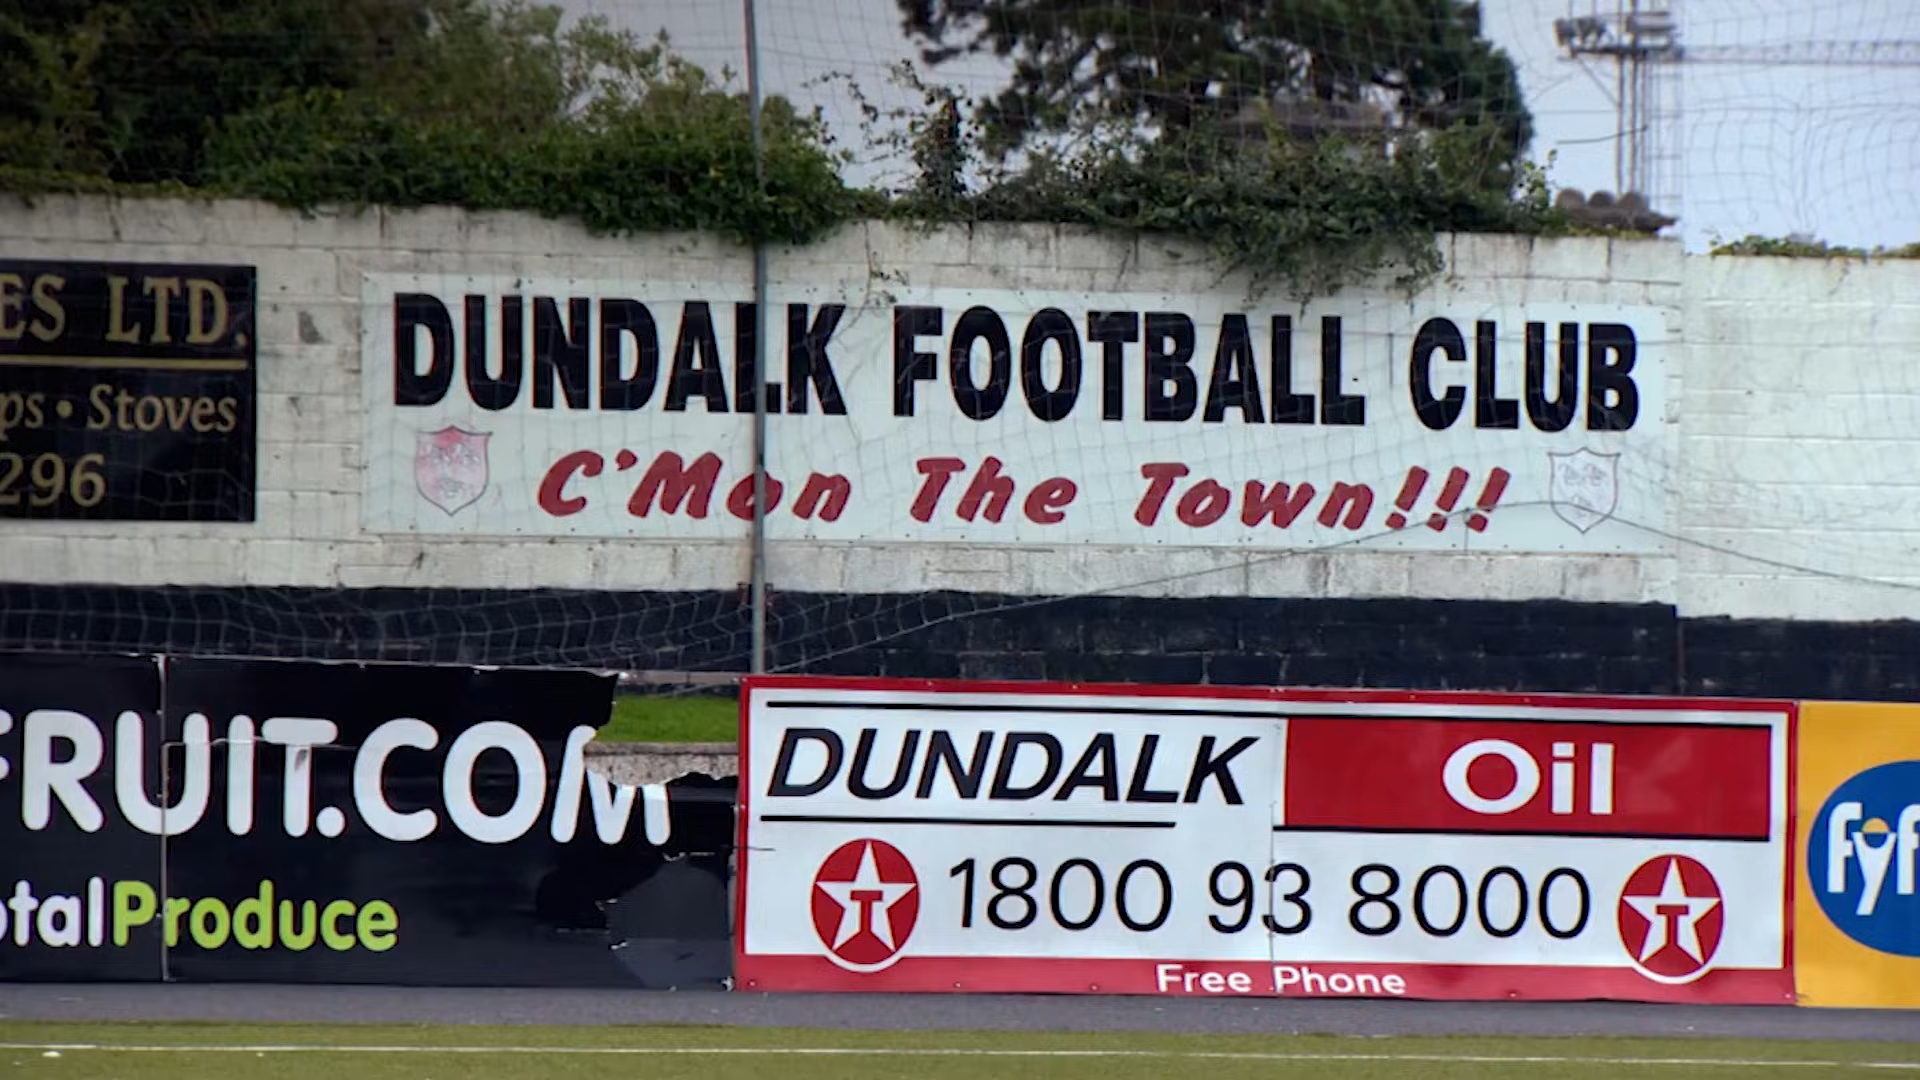 ES LTD.
ps • Stoves
296
DUNDALK FOOTBALL CLUB
C'Mon The Town!!!
FRUIT.COM
otalProduce
DUNDALK Oil
T 1800 93 8000 T
Free Phone
fyf